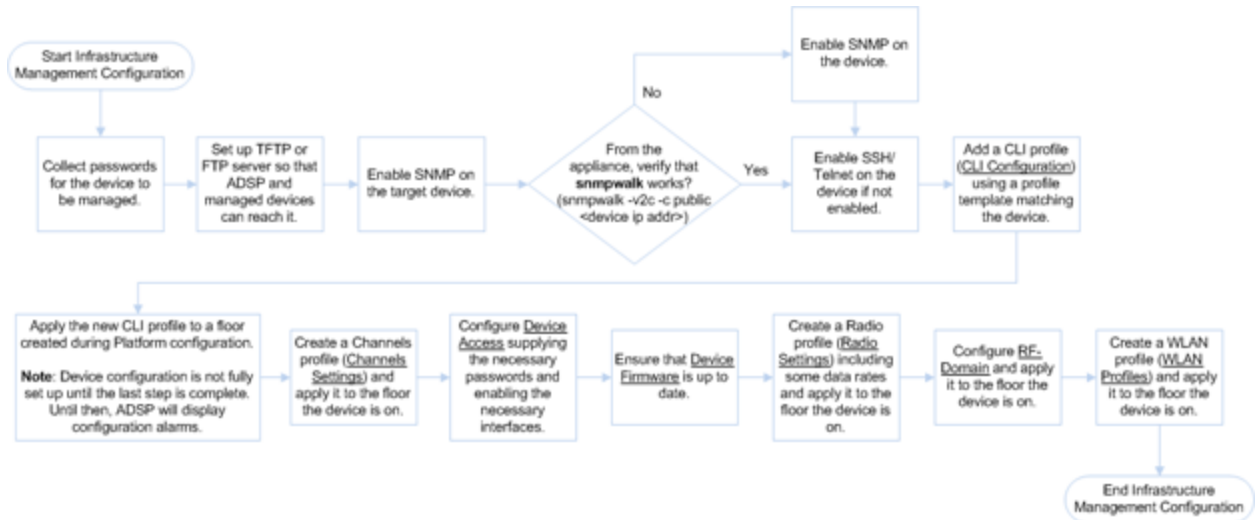 Start Infrastructure
Management Configuration
Collect passwords
for the device to
be managed.
Set up TFTP or
FTP server so that
ADSP and
managed devices
can reach it.
Enable SNMP on
the target device.
From the
appliance, verify that
snmpwalk works?
(snmpwalk -v2c -c public
<device ip addr>)
No
Enable SNMP on
the device.
Yes
Enable SSH/
Telnet on the
device if not
enabled.
Add a CLI profile
(CLI Configuration)
using a profile
template matching
the device.
Apply the new CLI profile to a floor
created during Platform configuration.
Note: Device configuration is not fully
set up until the last step is complete.
Until then, ADSP will display
configuration alarms.
Create a Channels
profile (Channels
Settings) and
apply it to the floor
the device is on.
Configure Device
Access supplying
the necessary
passwords and
enabling the
necessary
interfaces.
Ensure that Device
Firmware is up to
date.
Create a Radio
profile (Radio
Settings) including
some data rates
and apply it to the
floor the device is
on.
Configure RF-
Domain and apply
it to the floor the
device is on.
Create a WLAN
profile (WLAN
Profiles) and apply
it to the floor the
device is on.
End Infrastructure
Management Configuration